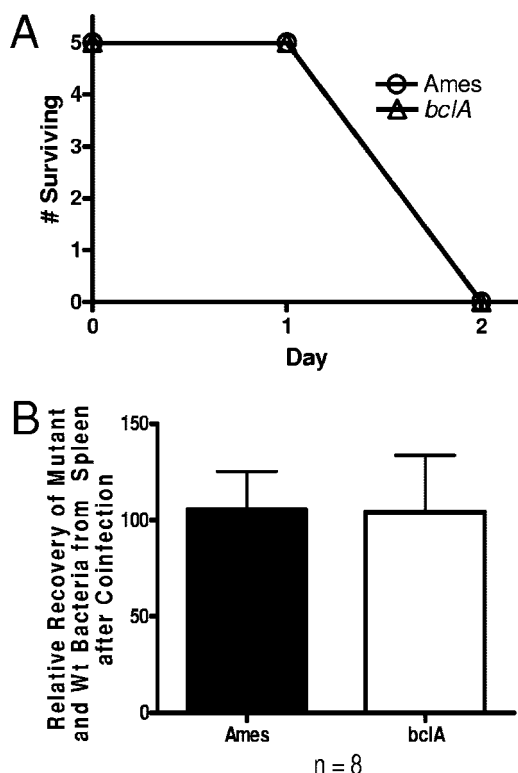 A
# Surviving
5
4
3
2
1
0
0 1 2
Day
Ames
bclA
B
Relative Recovery of Mutant
and Wt Bacteria from Spleen
after Coinfection
150
100
50
0
Ames bclA
n = 8